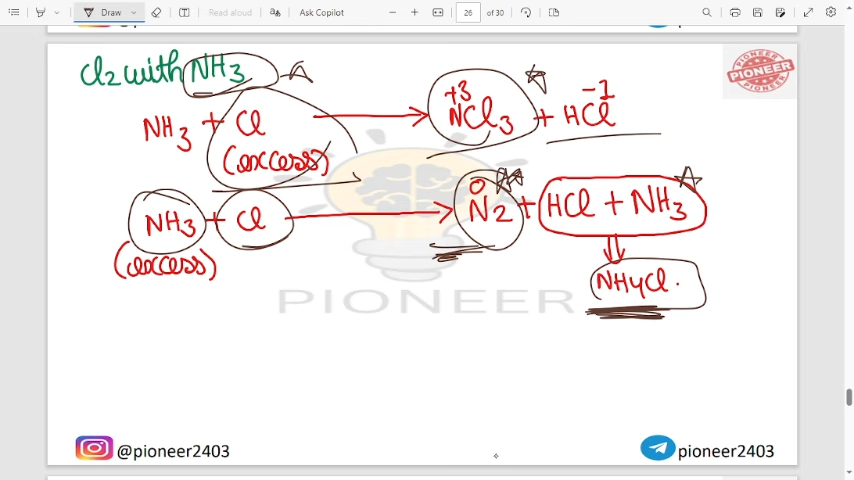 Draw
Read aloud
Ask Copilot
26 of 30
Cl2 with NH3
NH3 + Cl (excess) → NCl3 + HCl
+3 -1
NH3 (excess) + Cl → N2 + HCl + NH3
0
⇓
NH4Cl.
PIONEER
PIONEER
@pioneer2403
pioneer2403